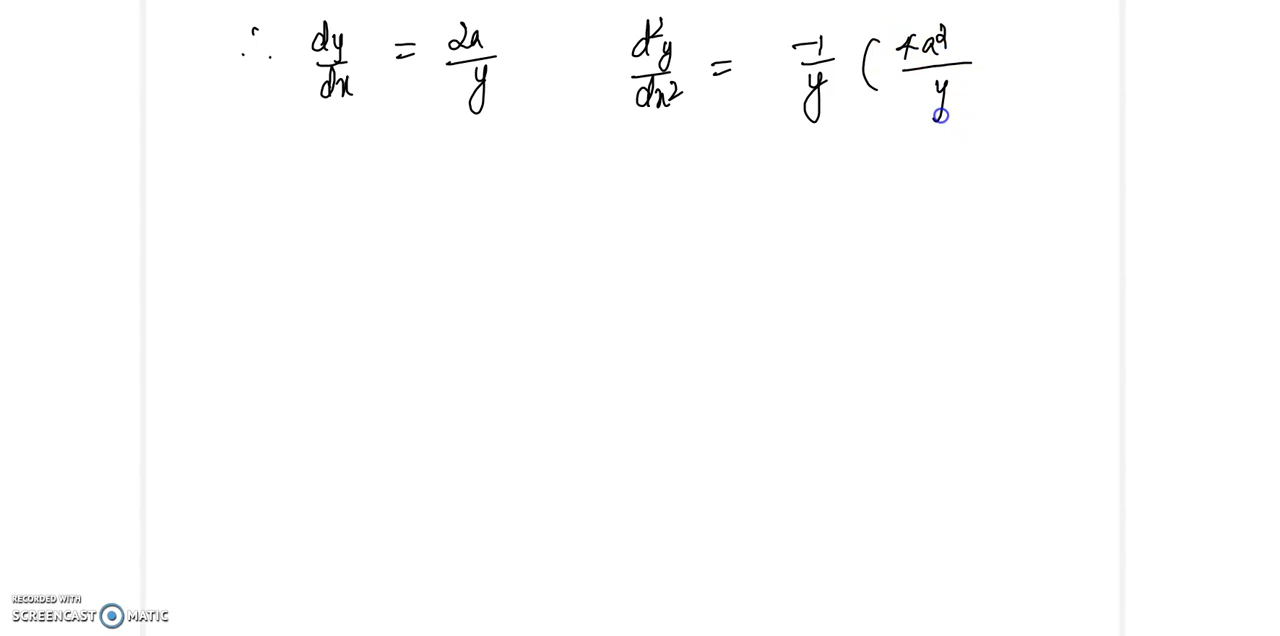 ∴ dy/dx = 2a/y d²y/dx² = -1/y ( 4a²/y
RECORDED WITH
SCREENCAST MATIC